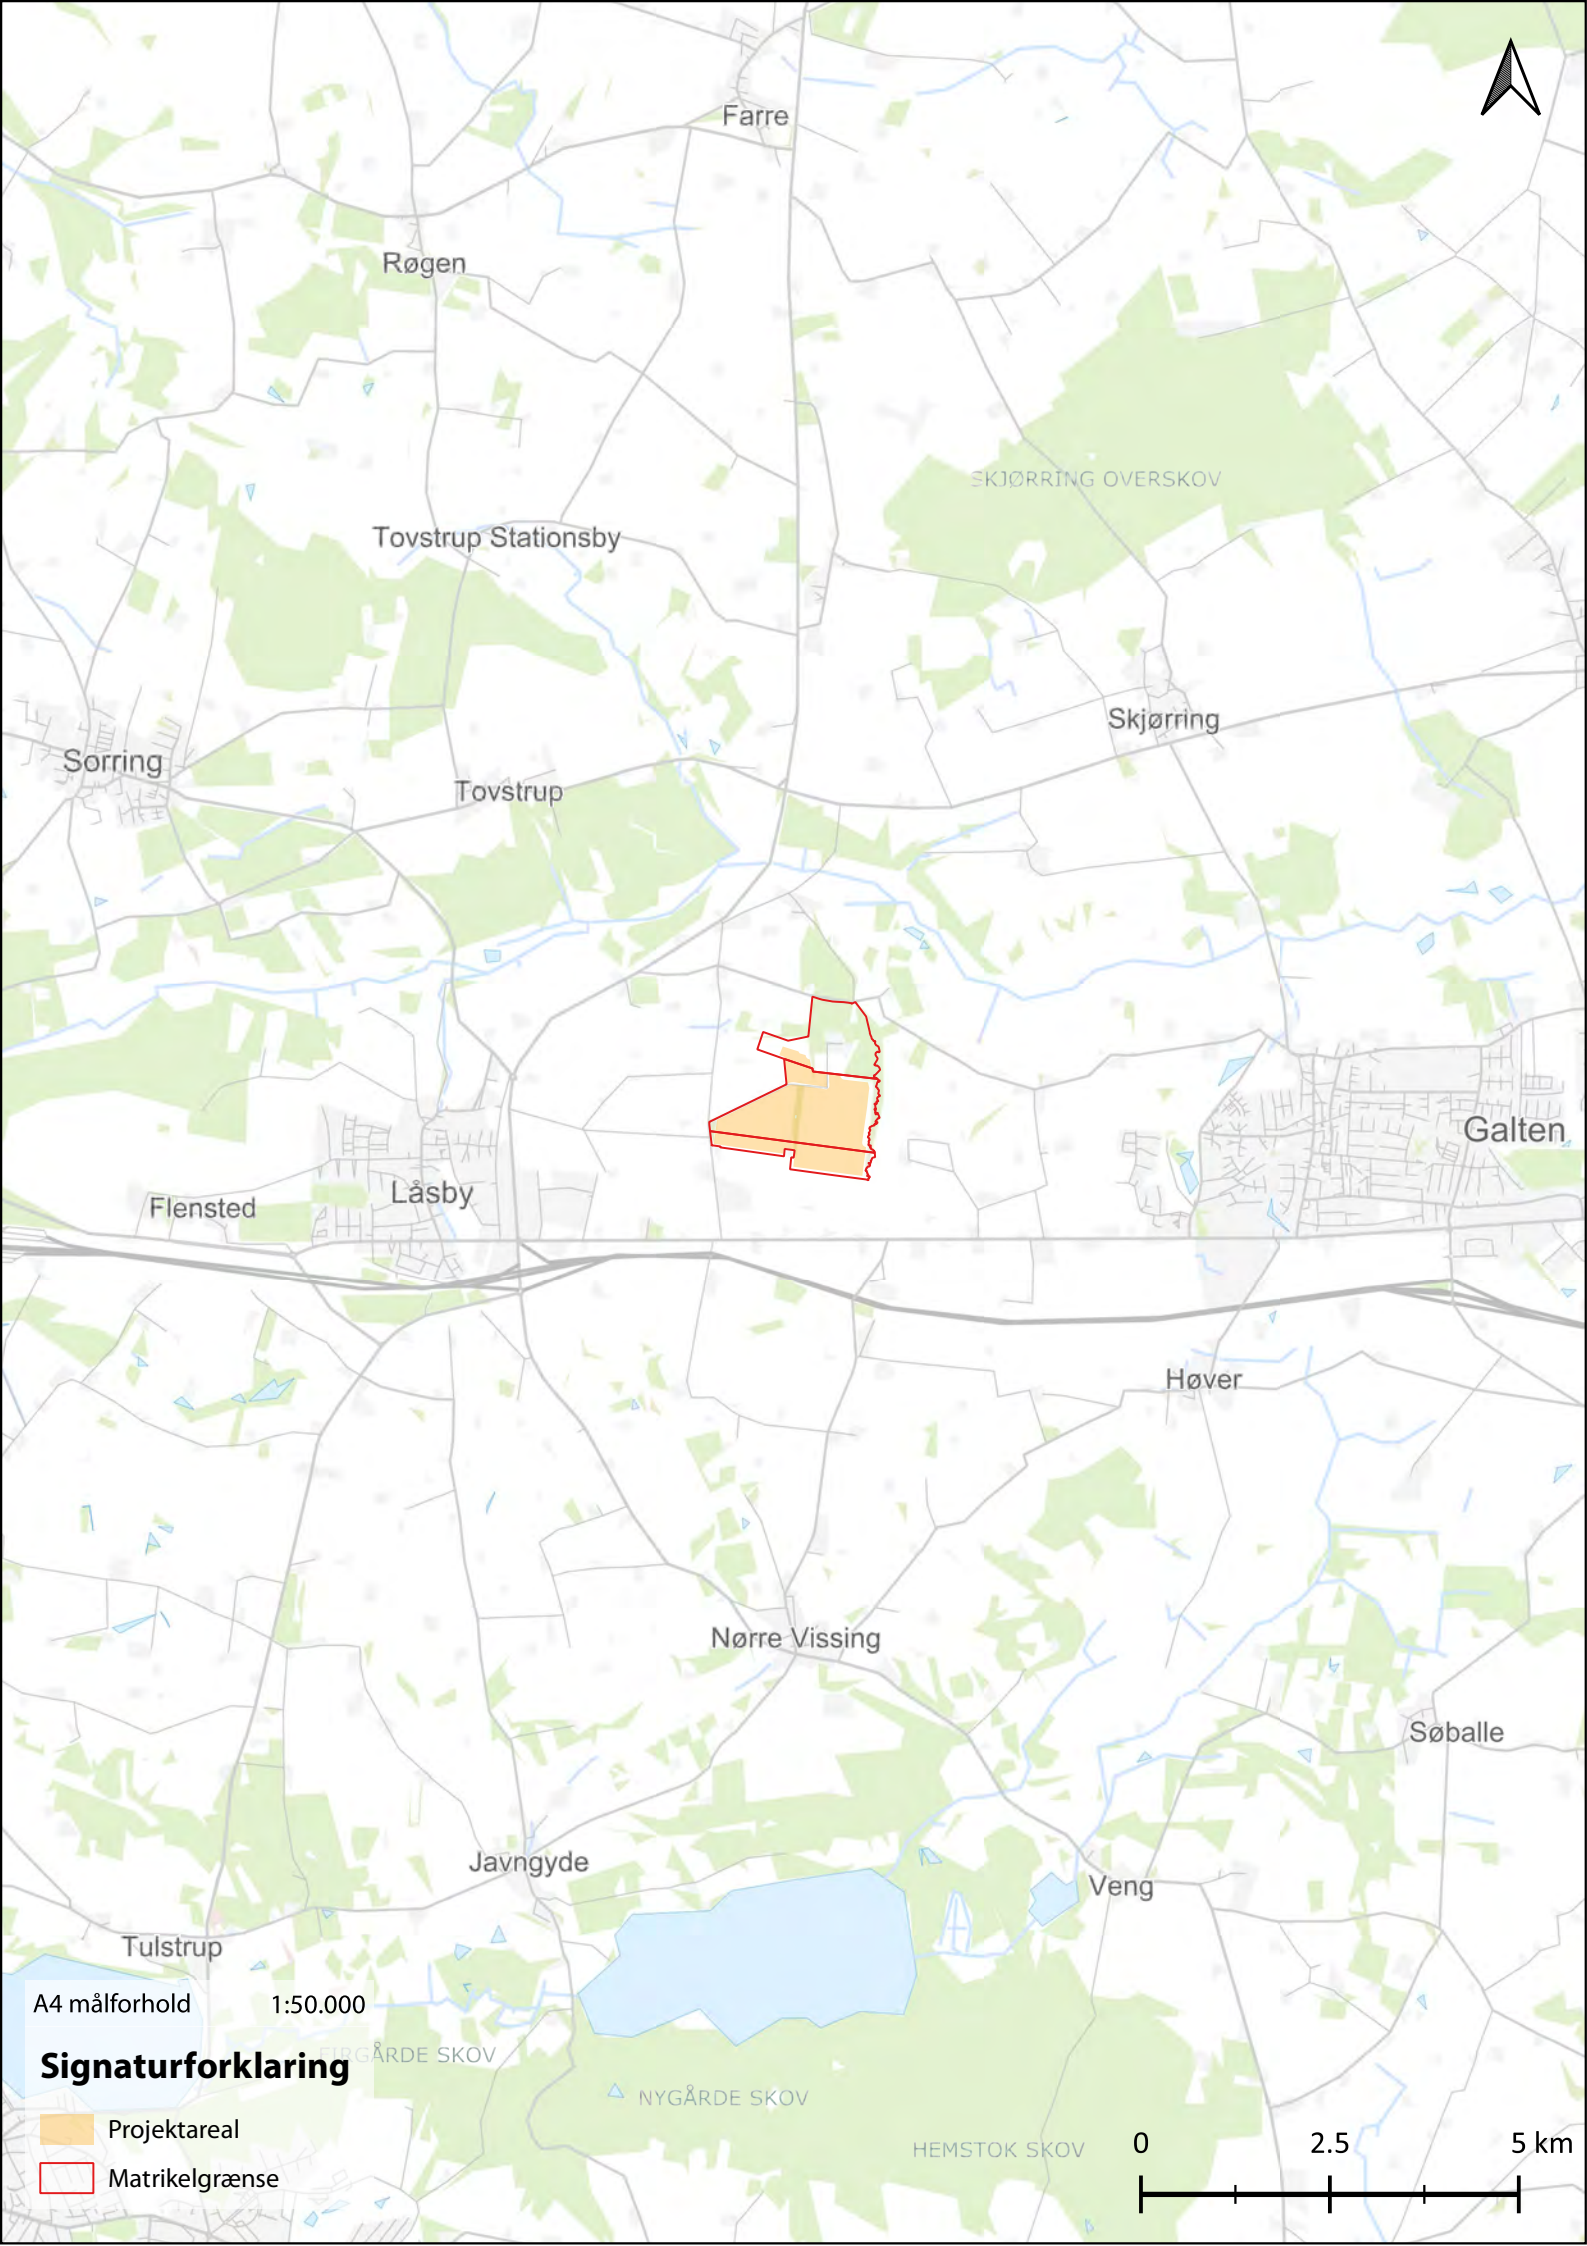 Farre
Røgen
SKJØRRING OVERSKOV
Tovstrup Stationsby
Skjørring
Sorring
Tovstrup
Galten
Låsby
Flensted
Høver
Nørre Vissing
Søballe
Javngyde
Veng
Tulstrup
A4 målforhold 1:50.000
Signaturforklaring
GÅRDE SKOV
NYGÅRDE SKOV
Projektareal
HEMSTOK SKOV
0 2.5 5 km
Matrikelgrænse